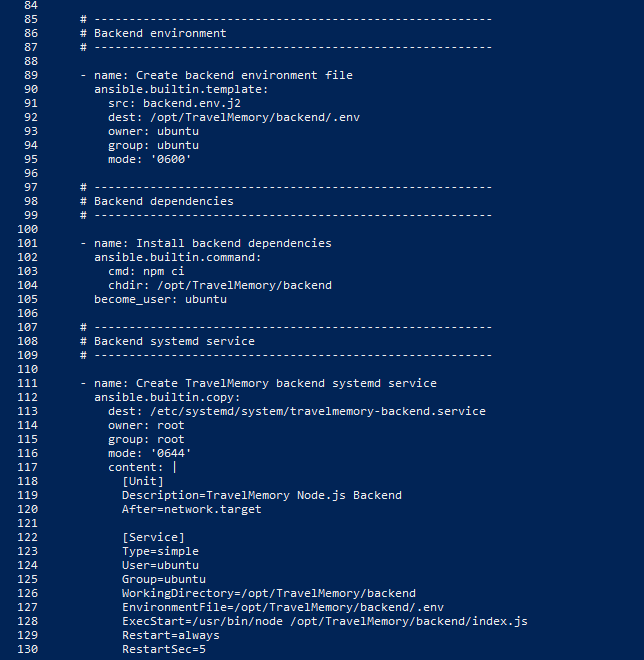 84
85      # ---------------------------------------------------------
86      # Backend environment
87      # ---------------------------------------------------------
88
89      - name: Create backend environment file
90        ansible.builtin.template:
91          src: backend.env.j2
92          dest: /opt/TravelMemory/backend/.env
93          owner: ubuntu
94          group: ubuntu
95          mode: '0600'
96
97      # ---------------------------------------------------------
98      # Backend dependencies
99      # ---------------------------------------------------------
100
101      - name: Install backend dependencies
102        ansible.builtin.command:
103          cmd: npm ci
104          chdir: /opt/TravelMemory/backend
105        become_user: ubuntu
106
107      # ---------------------------------------------------------
108      # Backend systemd service
109      # ---------------------------------------------------------
110
111      - name: Create TravelMemory backend systemd service
112        ansible.builtin.copy:
113          dest: /etc/systemd/system/travelmemory-backend.service
114          owner: root
115          group: root
116          mode: '0644'
117          content: |
118            [Unit]
119            Description=TravelMemory Node.js Backend
120            After=network.target
121
122            [Service]
123            Type=simple
124            User=ubuntu
125            Group=ubuntu
126            WorkingDirectory=/opt/TravelMemory/backend
127            EnvironmentFile=/opt/TravelMemory/backend/.env
128            ExecStart=/usr/bin/node /opt/TravelMemory/backend/index.js
129            Restart=always
130            RestartSec=5